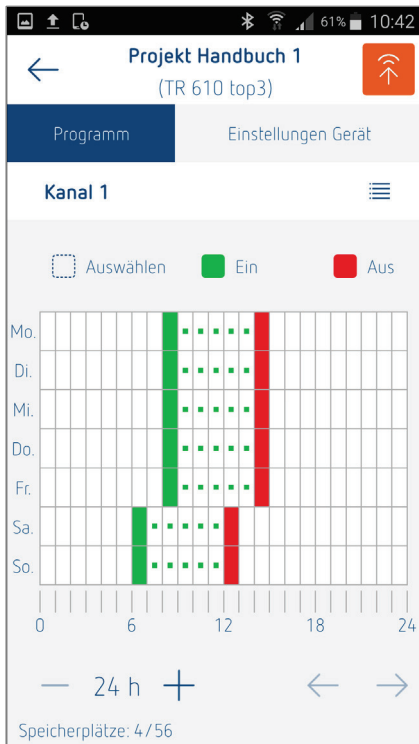 61% 10:42
Projekt Handbuch 1
(TR 610 top3)
Programm Einstellungen Gerät
Kanal 1
Auswählen Ein Aus
Mo.
Di.
Mi.
Do.
Fr.
Sa.
So.
0 6 12 18 24
24 h
Speicherplätze: 4/56